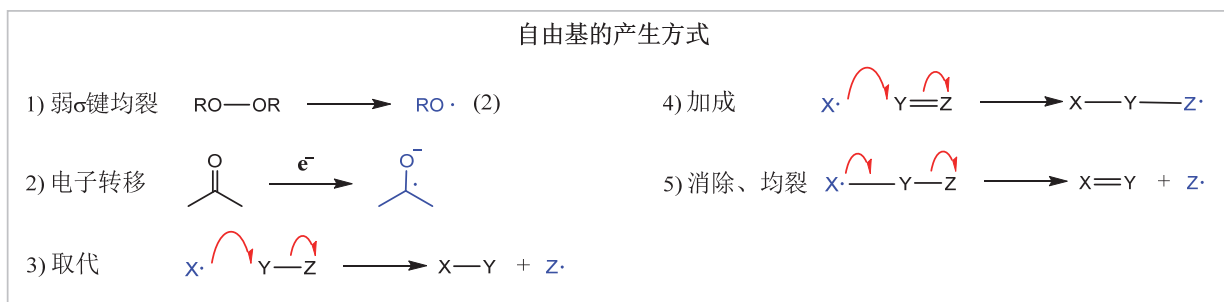 自由基的产生方式
1) 弱σ键均裂 RO—OR RO· (2)
2) 电子转移 O e⁻ O⁻ ·
3) 取代 X· Y—Z X—Y + Z·
4) 加成 X· Y=Z X—Y—Z·
5) 消除、均裂 X·—Y—Z X=Y + Z·